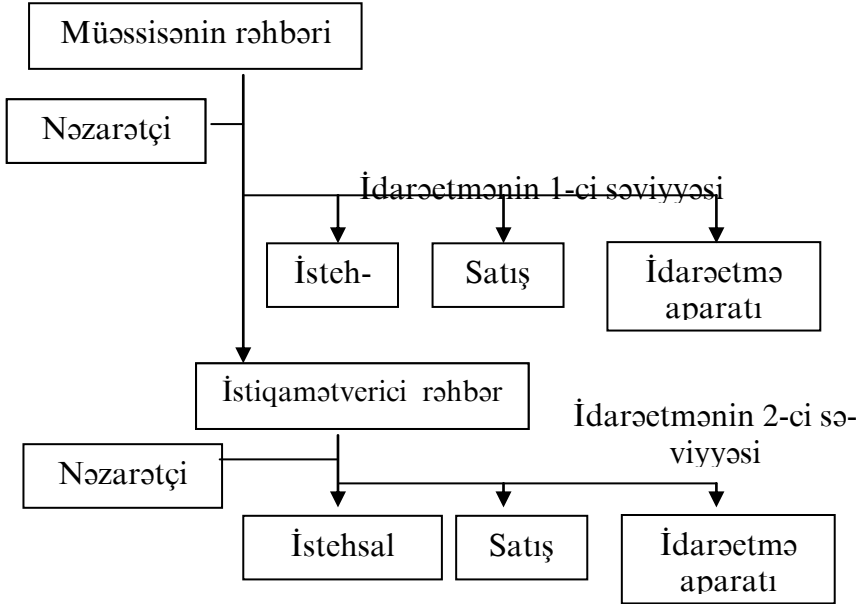 Müəssisənin rəhbəri
Nəzarətçi
İdarəetmənin 1-ci səviyyəsi
İsteh-
Satış
İdarəetmə
aparatı
İstiqamətverici rəhbər
İdarəetmənin 2-ci sə-
viyyəsi
Nəzarətçi
İstehsal
Satış
İdarəetmə
aparatı